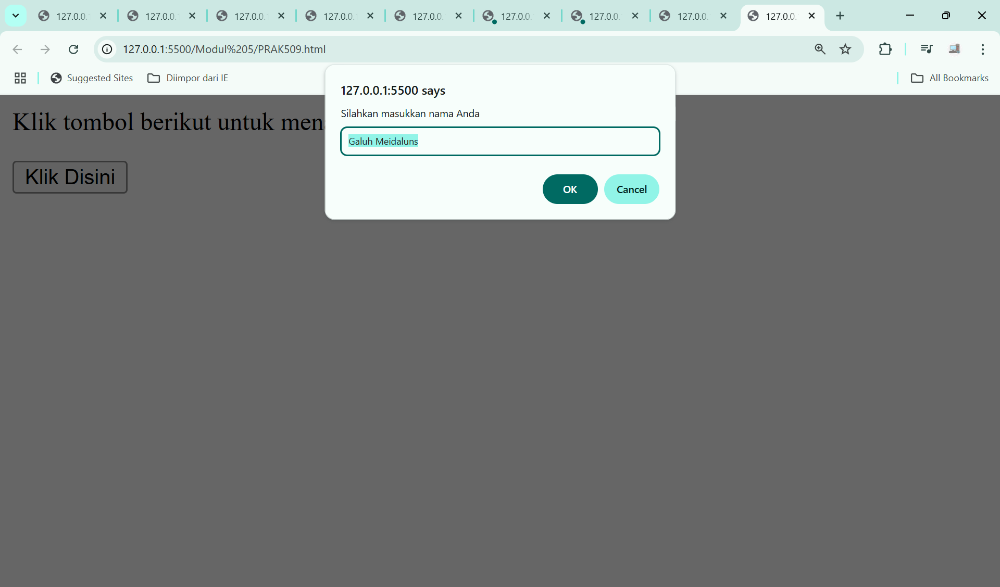 127.0.0. 127.0.0. 127.0.0. 127.0.0. 127.0.0. 127.0.0. 127.0.0. 127.0.0. 127.0.0.
127.0.0.1:5500/Modul%205/PRAK509.html
Suggested Sites Diimpor dari IE All Bookmarks
127.0.0.1:5500 says
Silahkan masukkan nama Anda
Klik tombol berikut untuk men
Galuh Meidaluns
Klik Disini
OK Cancel